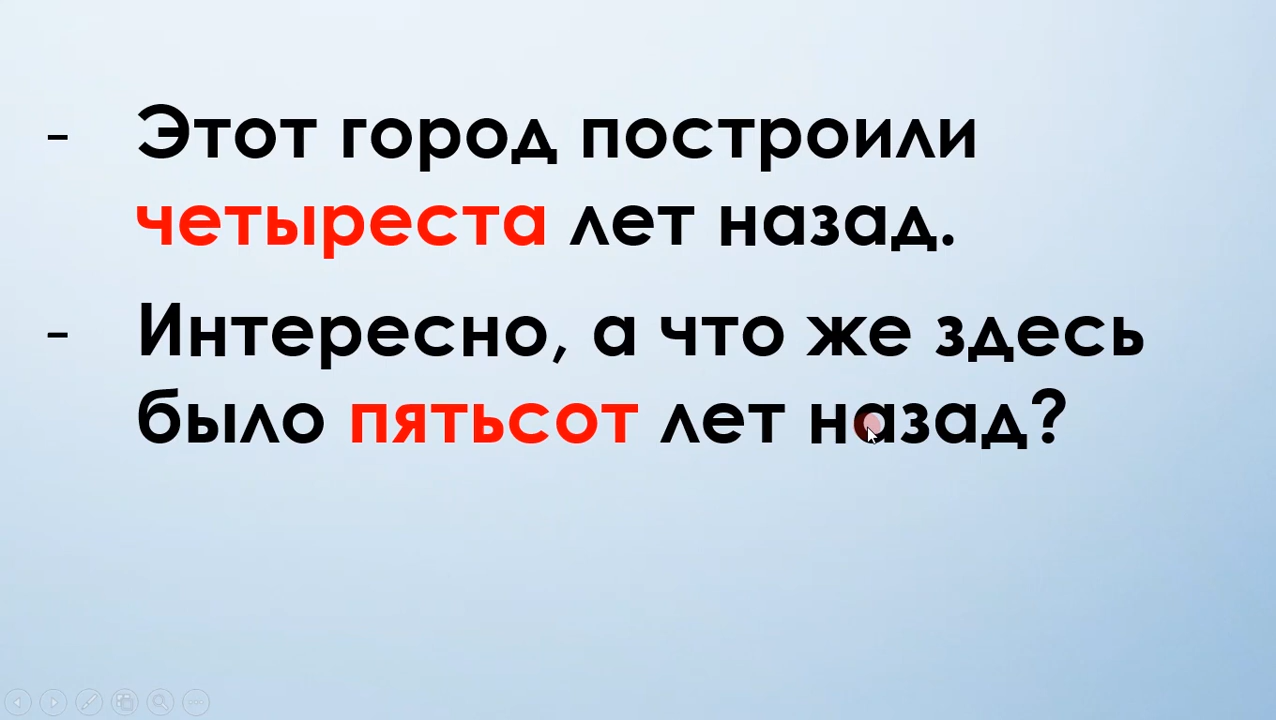 - Этот город построили
четыреста лет назад.
- Интересно, а что же здесь
было пятьсот лет назад?